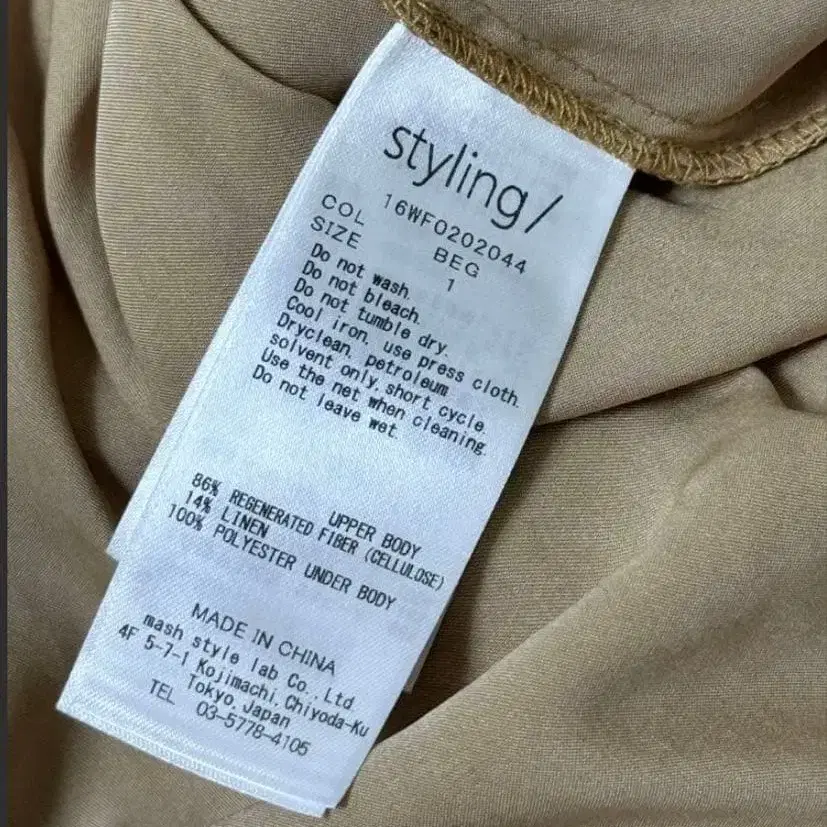 styling/
16WF0202044
COL BEG
SIZE 1
Do not wash.
Do not bleach.
Do not tumble dry.
Cool iron, use press cloth.
Dryclean, petroleum
solvent only, short cycle.
Use the net when cleaning.
Do not leave wet.
UPPER BODY
86% REGENERATED FIBER (CELLULOSE)
14% LINEN
UNDER BODY
100% POLYESTER
MADE IN CHINA
mash style lab Co., Ltd.
4F 5-7-1 Kojimachi, Chiyoda-Ku
Tokyo, Japan
TEL 03-5778-4105